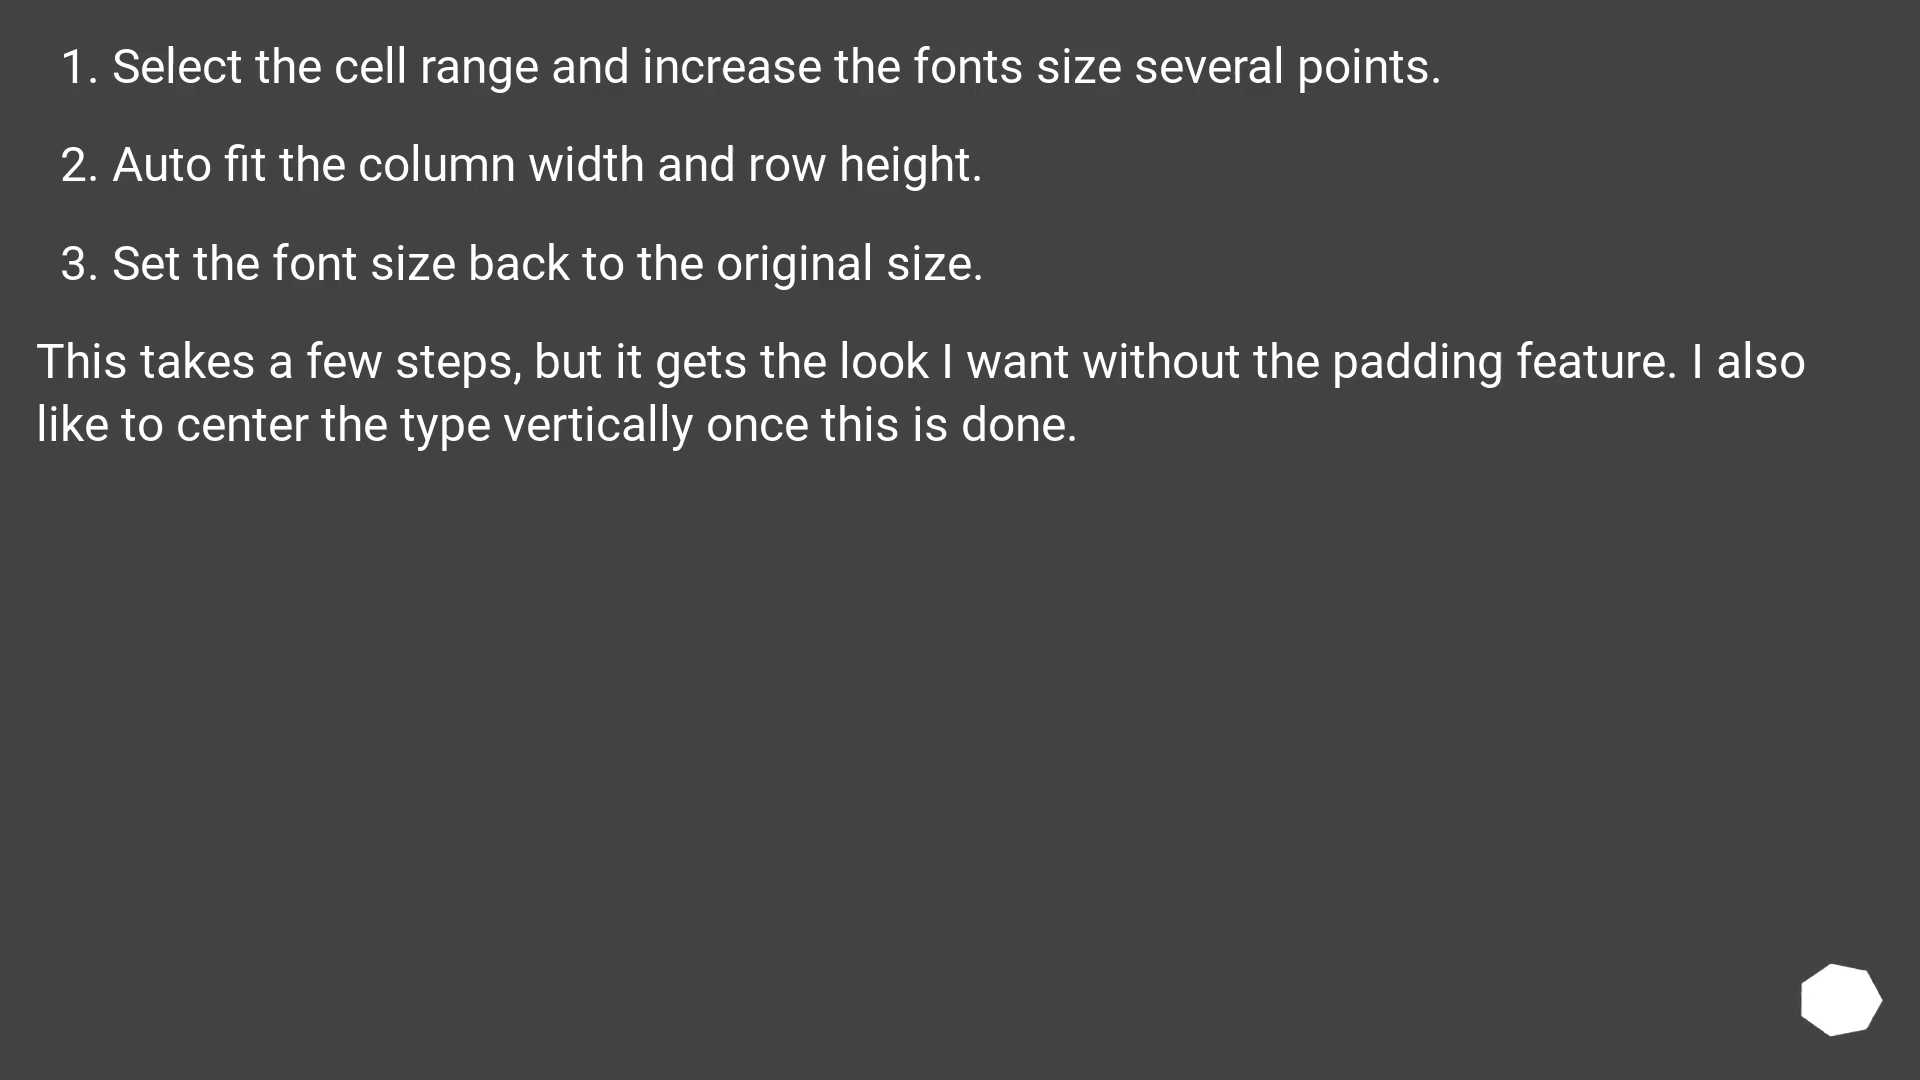 1. Select the cell range and increase the fonts size several points.
2. Auto fit the column width and row height.
3. Set the font size back to the original size.
This takes a few steps, but it gets the look I want without the padding feature. I also
like to center the type vertically once this is done.